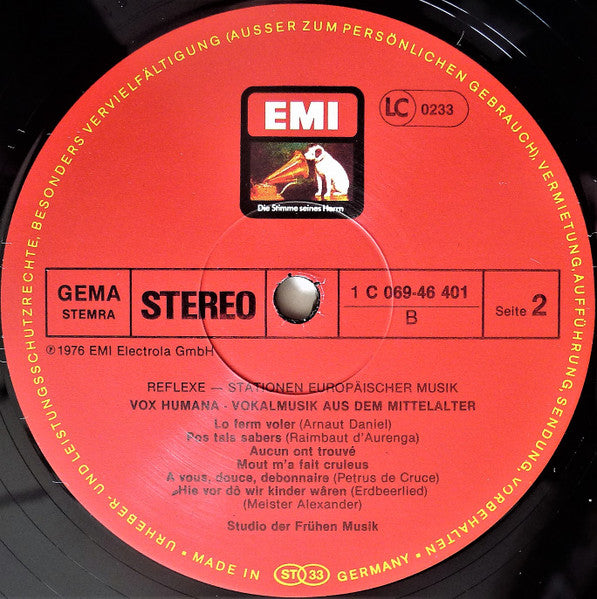 URHEBER- UND LEISTUNGSSCHUTZRECHTE, BESONDERS VERVIELFÄLTIGUNG (AUSSER ZUM PERSÖNLICHEN GEBRAUCH), VERMIETUNG, AUFFÜHRUNG, SENDUNG, VORBEHALTEN •
EMI
Die Stimme seines Herrn
LC 0233
GEMA
STEMRA
STEREO
1 C 069-46 401
B
Seite 2
℗ 1976 EMI Electrola GmbH
REFLEXE — STATIONEN EUROPÄISCHER MUSIK
VOX HUMANA · VOKALMUSIK AUS DEM MITTELALTER
Lo ferm voler (Arnaut Daniel)
Pos tals sabers (Raimbaut d'Aurenga)
Aucun ont trouvé
Mout m'a fait crueius
A vous, douce, debonnaire (Petrus de Cruce)
Hie vor dô wir kinder wâren (Erdbeerlied)
(Meister Alexander)
Studio der Frühen Musik
• MADE IN ST 33 GERMANY •